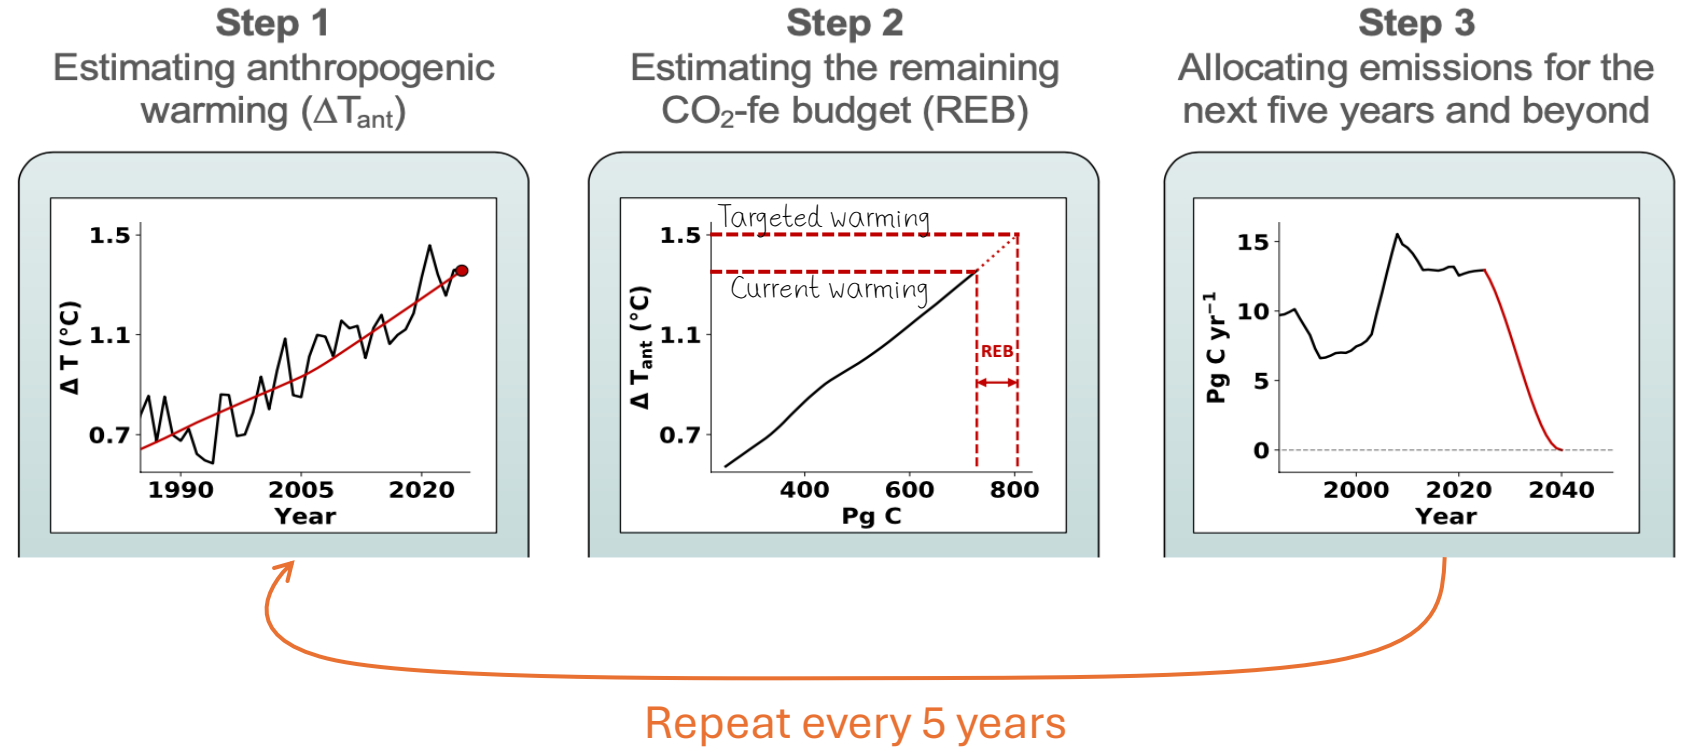 Step 1
Estimating anthropogenic
warming (ΔTant)
1.5
1.1
0.7
Δ T (°C)
1990 2005 2020
Year
Step 2
Estimating the remaining
CO₂-fe budget (REB)
Targeted warming
1.5
Current warming
1.1
REB
0.7
Δ Tant (°C)
400 600 800
Pg C
Step 3
Allocating emissions for the
next five years and beyond
15
10
5
0
Pg C yr⁻¹
2000 2020 2040
Year
Repeat every 5 years